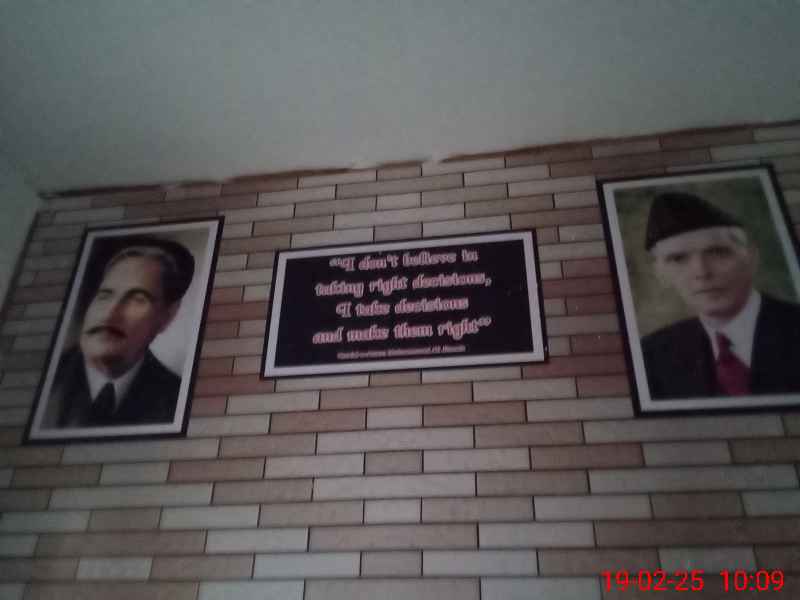 “I don't believe in
taking right decisions,
I take decisions
and make them right”
19-02-25 10:09